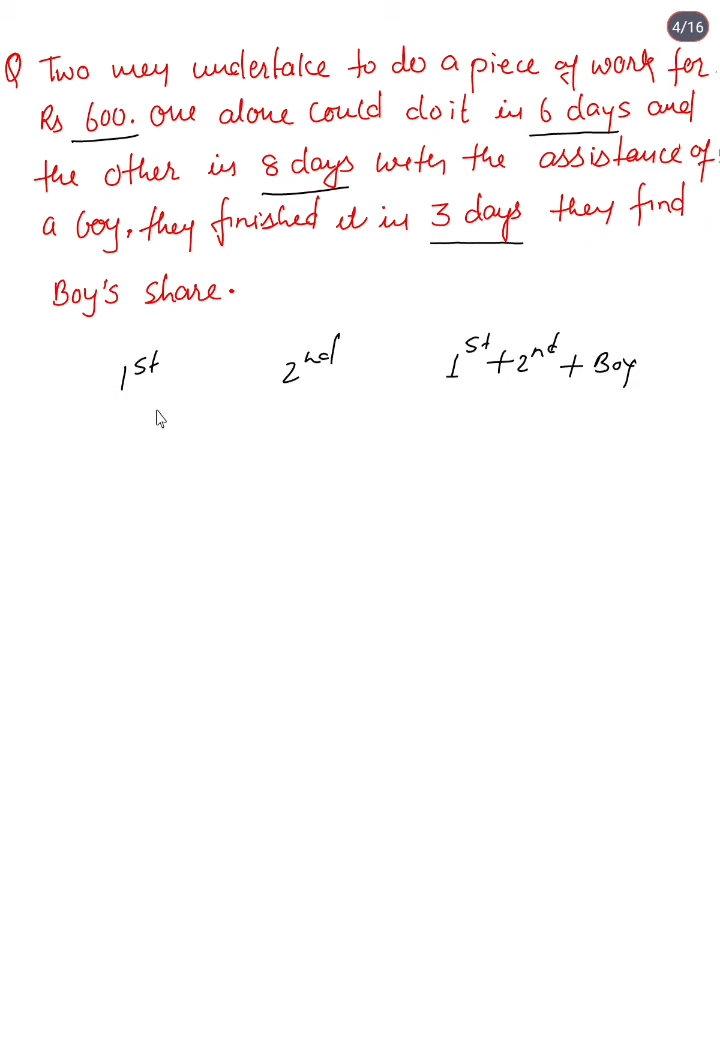 4/16
Q Two men undertake to do a piece of work for
Rs 600. One alone could do it in 6 days and
the other in 8 days with the assistance of
a boy, they finished it in 3 days they find
Boy's share.
1st 2nd 1st + 2nd + Boy